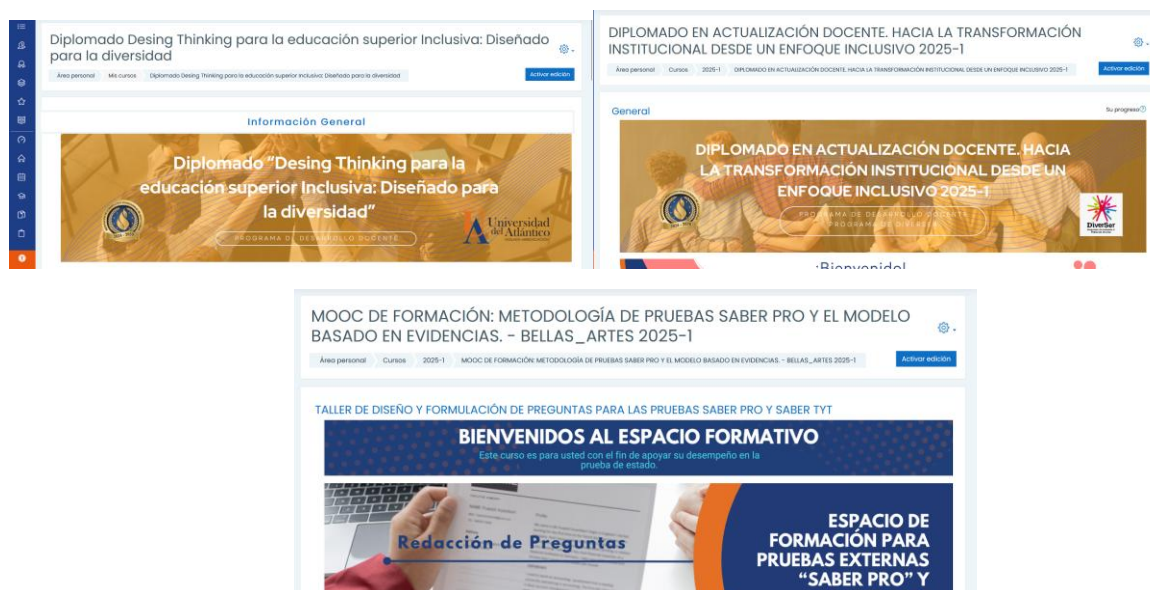 Diplomado Desing Thinking para la educación superior Inclusiva: Diseñado
para la diversidad
Área personal Mis cursos Diplomado Desing Thinking para la educación superior Inclusiva: Diseñado para la diversidad
Activar edición
Información General
Diplomado "Desing Thinking para la
educación superior Inclusiva: Diseñado para
la diversidad"
PROGRAMA DE DESARROLLO DOCENTE
Universidad
del Atlántico
DIPLOMADO EN ACTUALIZACIÓN DOCENTE. HACIA LA TRANSFORMACIÓN
INSTITUCIONAL DESDE UN ENFOQUE INCLUSIVO 2025-1
Área personal Cursos 2025-1 DIPLOMADO EN ACTUALIZACIÓN DOCENTE. HACIA LA TRANSFORMACIÓN INSTITUCIONAL DESDE UN ENFOQUE INCLUSIVO 2025-1
Activar edición
General
Su progreso
DIPLOMADO EN ACTUALIZACIÓN DOCENTE. HACIA
LA TRANSFORMACIÓN INSTITUCIONAL DESDE UN
ENFOQUE INCLUSIVO 2025-1
PROGRAMA DE DESARROLLO DOCENTE
PROGRAMA DE DIVERSER
DiverSer
¡Bienvenido!
MOOC DE FORMACIÓN: METODOLOGÍA DE PRUEBAS SABER PRO Y EL MODELO
BASADO EN EVIDENCIAS. - BELLAS_ARTES 2025-1
Área personal Cursos 2025-1 MOOC DE FORMACIÓN: METODOLOGÍA DE PRUEBAS SABER PRO Y EL MODELO BASADO EN EVIDENCIAS. - BELLAS_ARTES 2025-1
Activar edición
TALLER DE DISEÑO Y FORMULACIÓN DE PREGUNTAS PARA LAS PRUEBAS SABER PRO Y SABER TYT
BIENVENIDOS AL ESPACIO FORMATIVO
Este curso es para usted con el fin de apoyar su desempeño en la
prueba de estado.
Redacción de Preguntas
ESPACIO DE
FORMACIÓN PARA
PRUEBAS EXTERNAS
"SABER PRO" Y